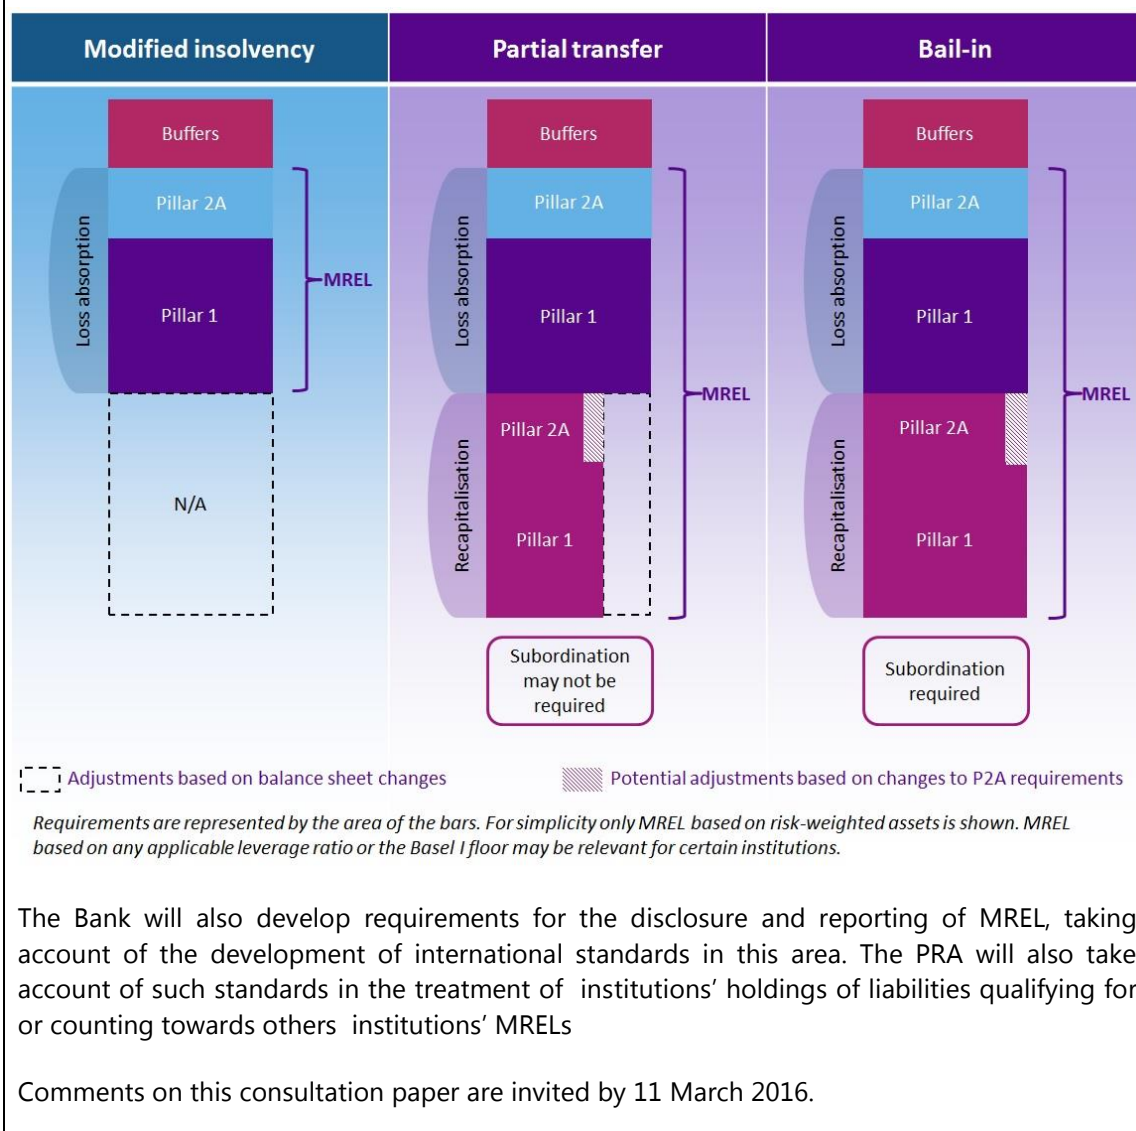 Modified insolvency
Partial transfer
Bail-in
Buffers
Pillar 2A
Pillar 1
Loss absorption
MREL
N/A
Buffers
Pillar 2A
Pillar 1
Loss absorption
Pillar 2A
Pillar 1
Recapitalisation
MREL
Subordination
may not be
required
Buffers
Pillar 2A
Pillar 1
Loss absorption
Pillar 2A
Pillar 1
Recapitalisation
MREL
Subordination
required
Adjustments based on balance sheet changes
Potential adjustments based on changes to P2A requirements
Requirements are represented by the area of the bars. For simplicity only MREL based on risk-weighted assets is shown. MREL
based on any applicable leverage ratio or the Basel I floor may be relevant for certain institutions.
The Bank will also develop requirements for the disclosure and reporting of MREL, taking
account of the development of international standards in this area. The PRA will also take
account of such standards in the treatment of institutions’ holdings of liabilities qualifying for
or counting towards others institutions’ MRELs
Comments on this consultation paper are invited by 11 March 2016.